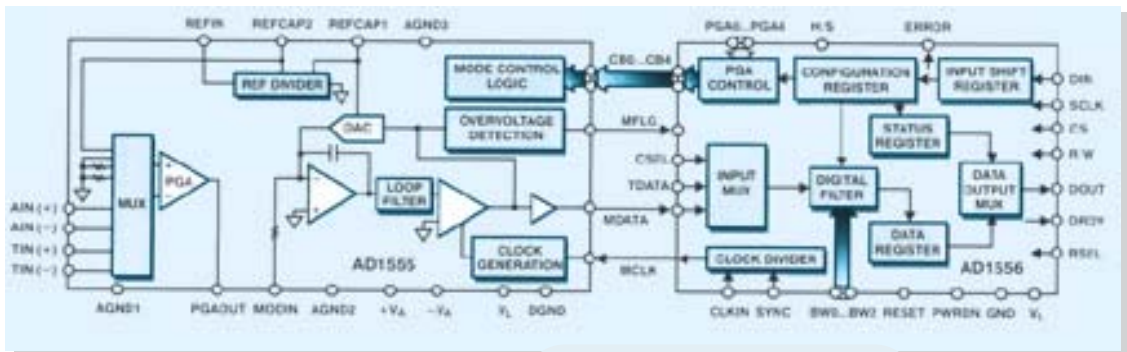 REFIN REFCAP2 REFCAP1 AGND3
PGA0...PGA4 H/S ERROR
CB0...CB4
REF DIVIDER
MODE CONTROL
LOGIC
PGA
CONTROL
CONFIGURATION
REGISTER
INPUT SHIFT
REGISTER
DIN
SCLK
DAC
OVERVOLTAGE
DETECTION
MFLG
STATUS
REGISTER
CS
R/W
CSEL
TDATA
MDATA
INPUT
MUX
DIGITAL
FILTER
DATA
OUTPUT
MUX
DOUT
DRDY
RSEL
MUX
+
PGA
−
−
+
LOOP
FILTER
AIN (+)
AIN (−)
TIN (+)
TIN (−)
CLOCK
GENERATION
MCLK
CLOCK DIVIDER
DATA
REGISTER
AD1555
AD1556
AGND1 PGAOUT MODIN AGND2 +VA −VA VL DGND
CLKIN SYNC BW0...BW2 RESET PWRDN GND VL